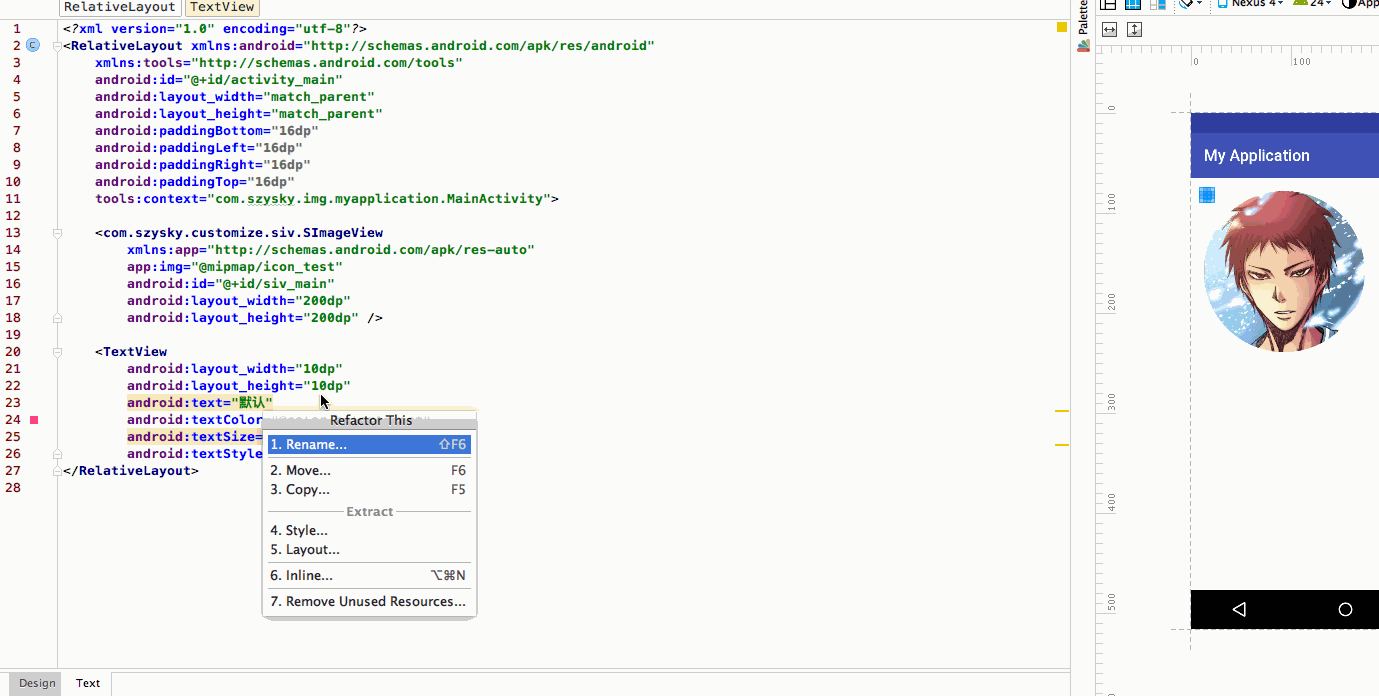 RelativeLayout TextView
1 <?xml version="1.0" encoding="utf-8"?>
2 C <RelativeLayout xmlns:android="http://schemas.android.com/apk/res/android"
3 xmlns:tools="http://schemas.android.com/tools"
4 android:id="@+id/activity_main"
5 android:layout_width="match_parent"
6 android:layout_height="match_parent"
7 android:paddingBottom="16dp"
8 android:paddingLeft="16dp"
9 android:paddingRight="16dp"
10 android:paddingTop="16dp"
11 tools:context="com.szysky.img.myapplication.MainActivity">
12
13 <com.szysky.customize.siv.SImageView
14 xmlns:app="http://schemas.android.com/apk/res-auto"
15 app:img="@mipmap/icon_test"
16 android:id="@+id/siv_main"
17 android:layout_width="200dp"
18 android:layout_height="200dp" />
19
20 <TextView
21 android:layout_width="10dp"
22 android:layout_height="10dp"
23 android:text="默认"
24 android:textColor
25 android:textSize=
26 android:textStyle
27 </RelativeLayout>
28
Refactor This
1. Rename... ⇧F6
2. Move... F6
3. Copy... F5
Extract
4. Style...
5. Layout...
6. Inline... ⌥⌘N
7. Remove Unused Resources...
Design Text
Palette
Nexus 4 24 App
0 100
0
100
200
300
400
500
My Application